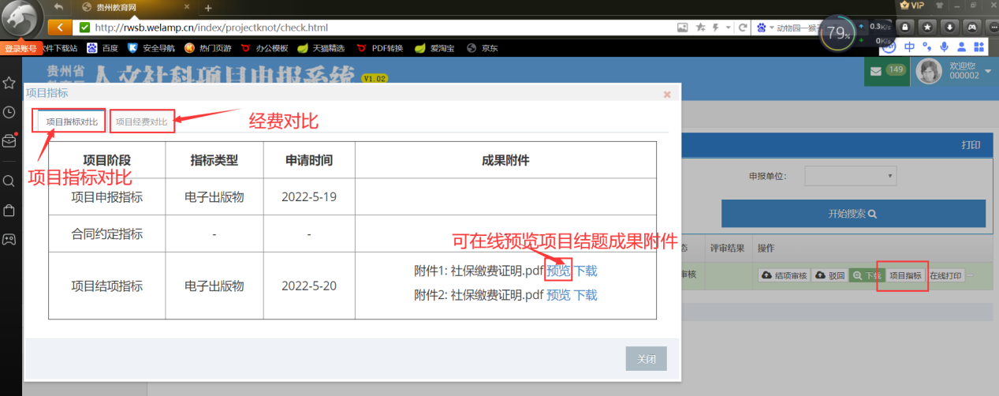 贵州教育网
VIP
http://rwsb.welamp.cn/index/projectknot/check.html
动物园一猴子
79%
0.3K/s
0K/s
登录账号
件下载站 百度 安全导航 热门页游 办公模板 天猫精选 PDF转换 爱淘宝 京东
中
贵州省
教育厅
人文社科项目申报系统 V1.02
149
欢迎您
000002
项目指标
项目指标对比 项目经费对比
经费对比
项目指标对比
项目阶段 指标类型 申请时间 成果附件
项目申报指标 电子出版物 2022-5-19
合同约定指标 - -
可在线预览项目结题成果附件
项目结项指标 电子出版物 2022-5-20
附件1: 社保缴费证明.pdf 预览 下载
附件2: 社保缴费证明.pdf 预览 下载
关闭
打印
申报单位:
开始搜索
态 评审结果 操作
审核 结项审核 驳回 下载 项目指标 在线打印